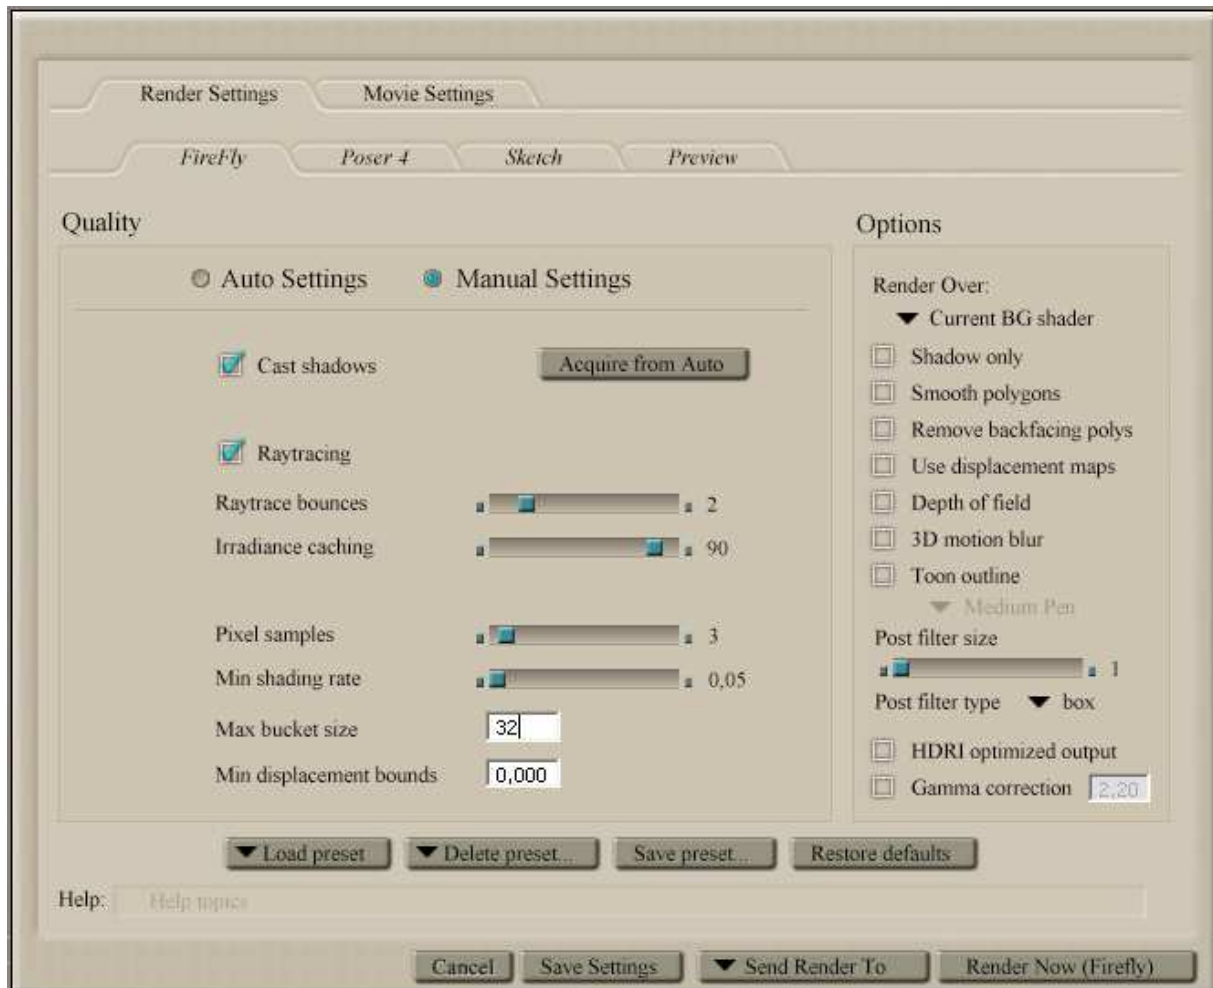 Render Settings Movie Settings
FireFly Poser 4 Sketch Preview
Quality
Auto Settings Manual Settings
Cast shadows Acquire from Auto
Raytracing
Raytrace bounces 2
Irradiance caching 90
Pixel samples 3
Min shading rate 0,05
Max bucket size 32
Min displacement bounds 0,000
Options
Render Over:
Current BG shader
Shadow only
Smooth polygons
Remove backfacing polys
Use displacement maps
Depth of field
3D motion blur
Toon outline
Medium Pen
Post filter size
1
Post filter type box
HDRI optimized output
Gamma correction 2,20
Load preset Delete preset... Save preset... Restore defaults
Help: Help topics
Cancel Save Settings Send Render To Render Now (Firefly)